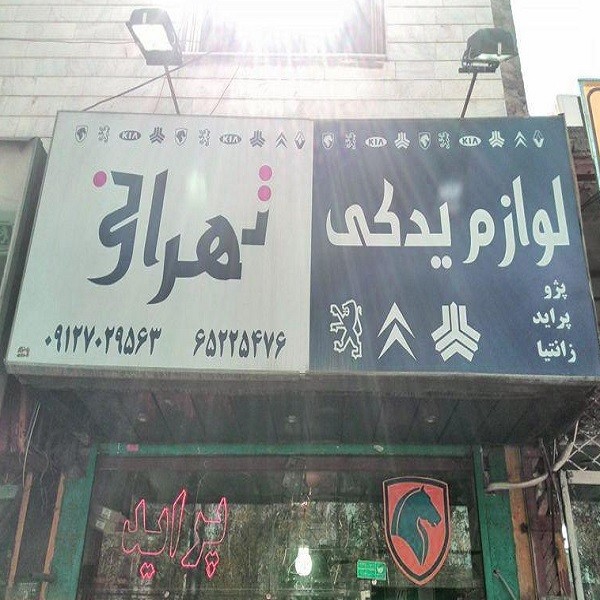 لوازم یدکی
پژو
پراید
زانتیا
KIA KIA KIA KIA
تهرانی
۶۵۲۲۵۴۷۶ ۰۹۱۲۷۰۲۹۵۶۳
پراید